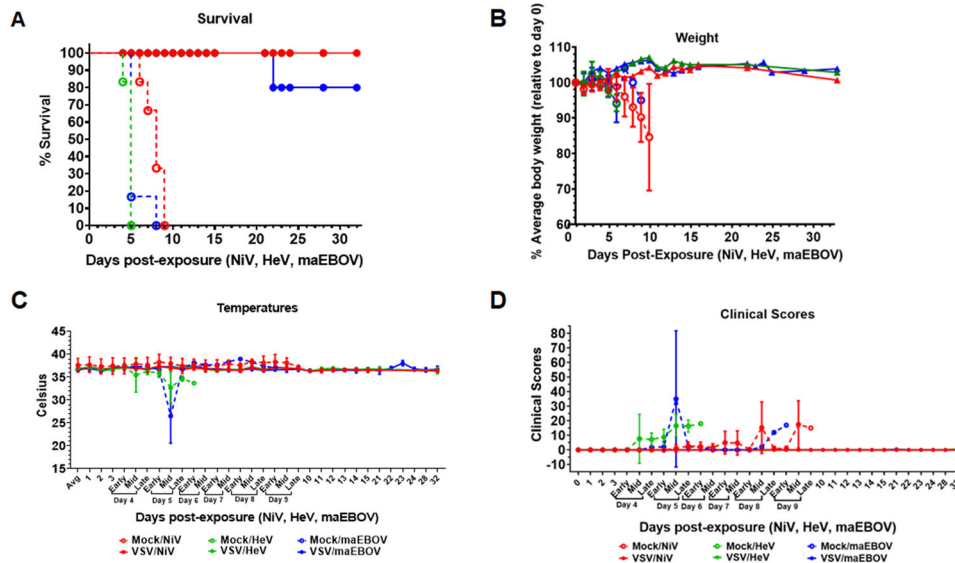 A
Survival
% Survival
100
90
80
70
60
50
40
30
20
10
0
0 5 10 15 20 25 30
Days post-exposure (NiV, HeV, maEBOV)
B
Weight
% Average body weight (relative to day 0)
110
100
90
80
70
60
0 5 10 15 20 25 30
Days Post-Exposure (NiV, HeV, maEBOV)
C
Temperatures
Celsius
45
40
35
30
25
20
15
Avg 1 2 3 Early Mid Late Early Mid Late Early Mid Early Mid Early Mid Late Early Mid Late 10 11 12 13 14 15 21 22 23 24 28 32
Day 4 Day 5 Day 6 Day 7 Day 8 Day 5
Days post-exposure (NiV, HeV, maEBOV)
Mock/NiV Mock/HeV Mock/maEBOV
VSV/NiV VSV/HeV VSV/maEBOV
D
Clinical Scores
Clinical Scores
80
70
60
50
40
30
20
10
0
-10
0 1 2 3 Early Mid Late Early Mid Late Early Mid Early Mid Early Mid Late Early Mid Late 10 11 12 13 14 15 21 22 23 24 28 32
Day 4 Day 5 Day 6 Day 7 Day 8 Day 9
Days post-exposure (NiV, HeV, maEBOV)
Mock/NiV Mock/HeV Mock/maEBOV
VSV/NiV VSV/HeV VSV/maEBOV